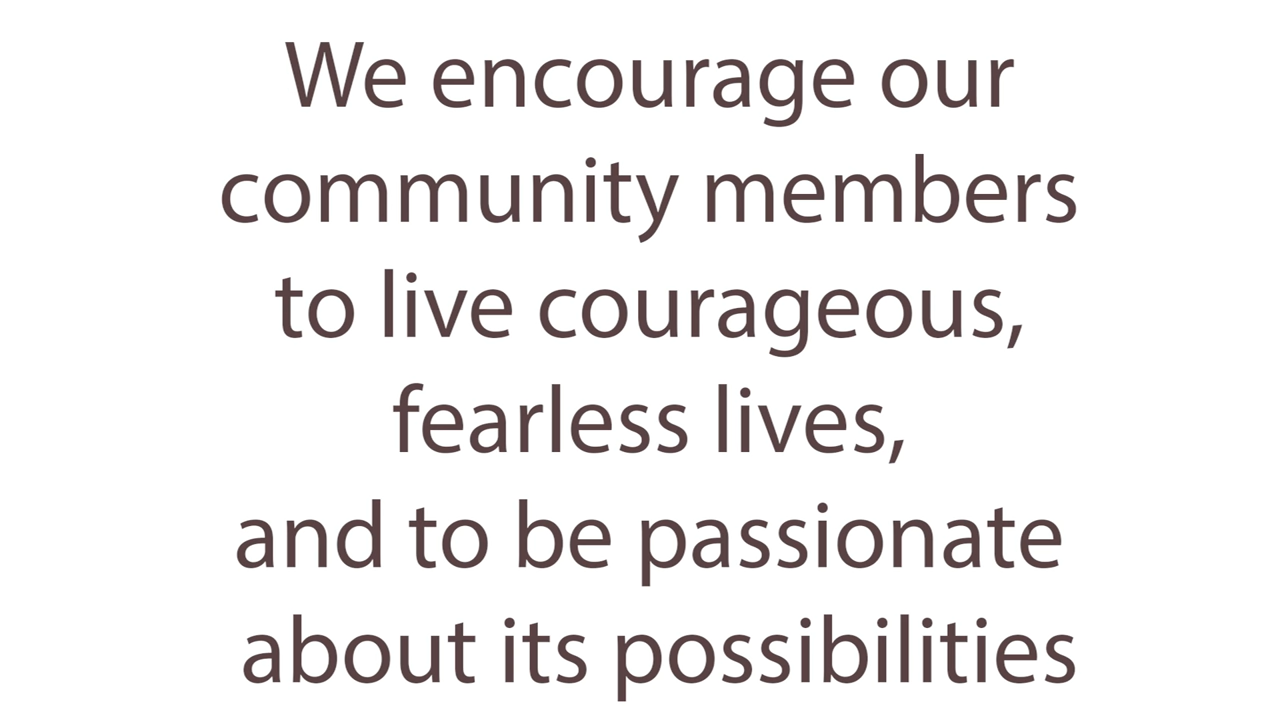 We encourage our
community members
to live courageous,
fearless lives,
and to be passionate
about its possibilities